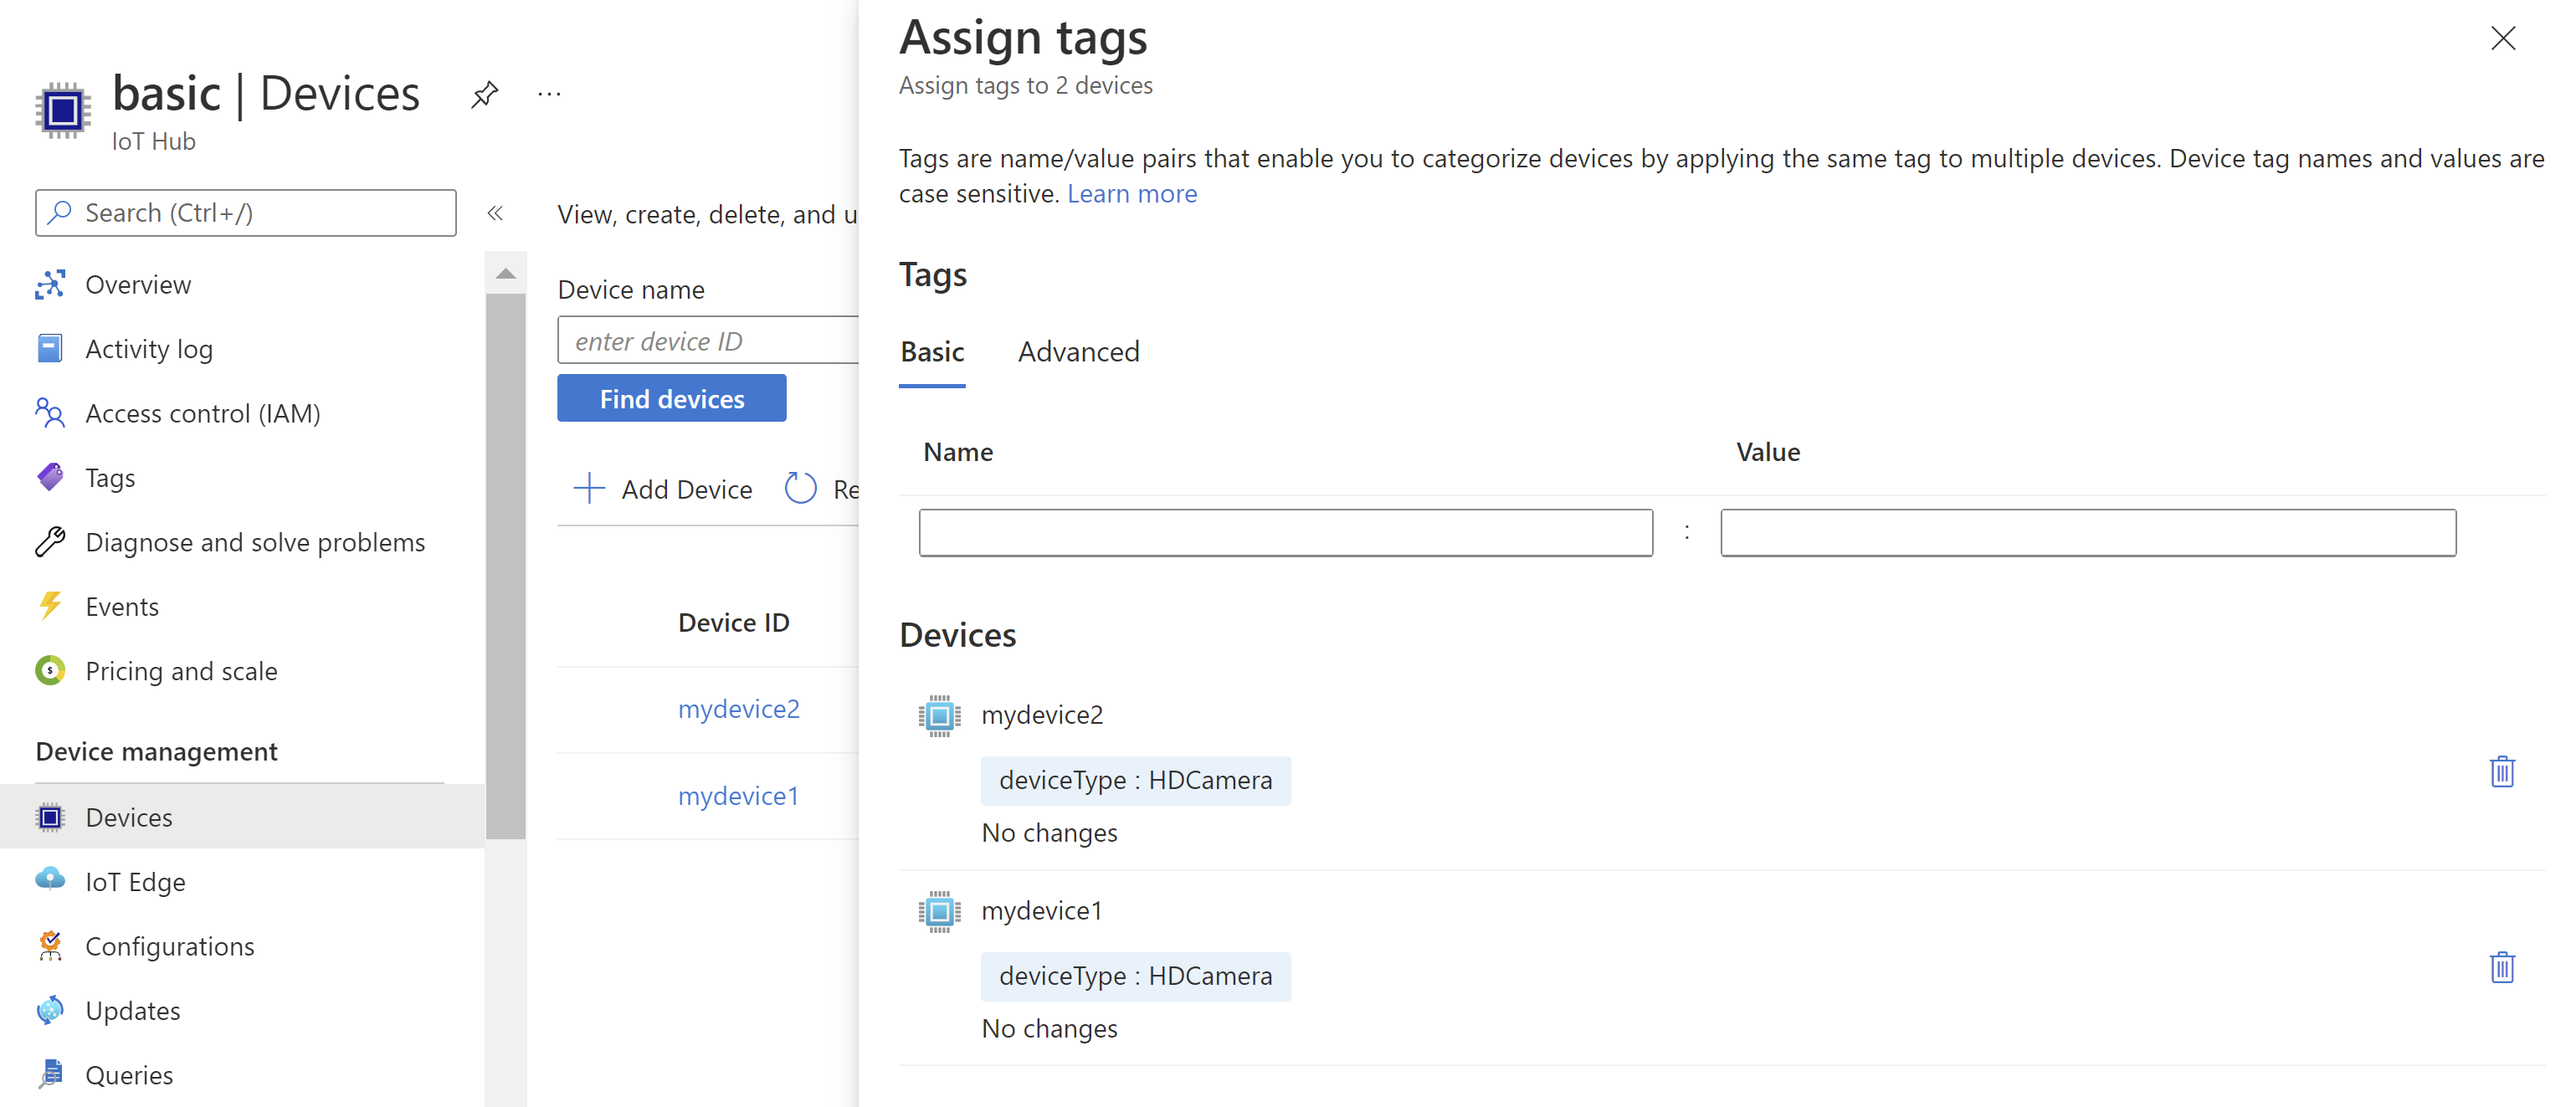 basic | Devices
...
IoT Hub
Search (Ctrl+/)
«
Overview
Activity log
Access control (IAM)
Tags
Diagnose and solve problems
Events
Pricing and scale
Device management
Devices
IoT Edge
Configurations
Updates
Queries
View, create, delete, and u
Device name
enter device ID
Find devices
Add Device
Re
Device ID
mydevice2
mydevice1
Assign tags
Assign tags to 2 devices
Tags are name/value pairs that enable you to categorize devices by applying the same tag to multiple devices. Device tag names and values are
case sensitive. Learn more
Tags
Basic Advanced
Name Value
:
Devices
mydevice2
deviceType : HDCamera
No changes
mydevice1
deviceType : HDCamera
No changes